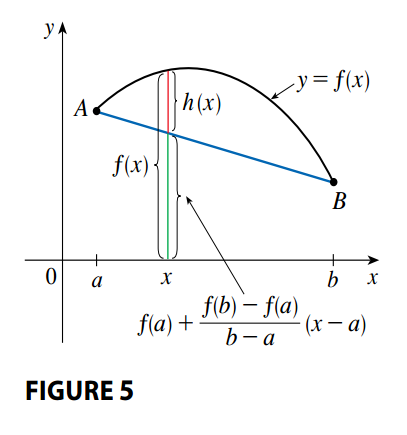 y
y = f(x)
A
h(x)
f(x)
B
0 a x b x
f(a) + \frac{f(b) − f(a)}{b − a} (x − a)
FIGURE 5